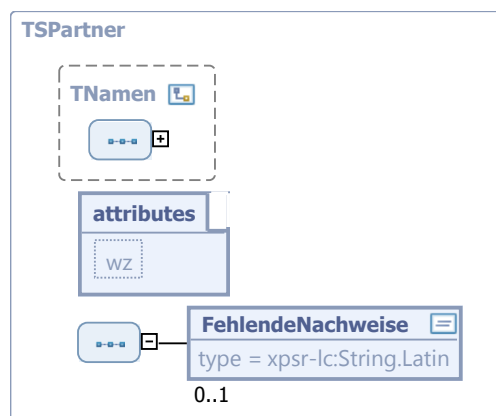 TSPartner
TNamen
attributes
wz
FehlendeNachweise
type = xpsr-lc:String.Latin
0..1